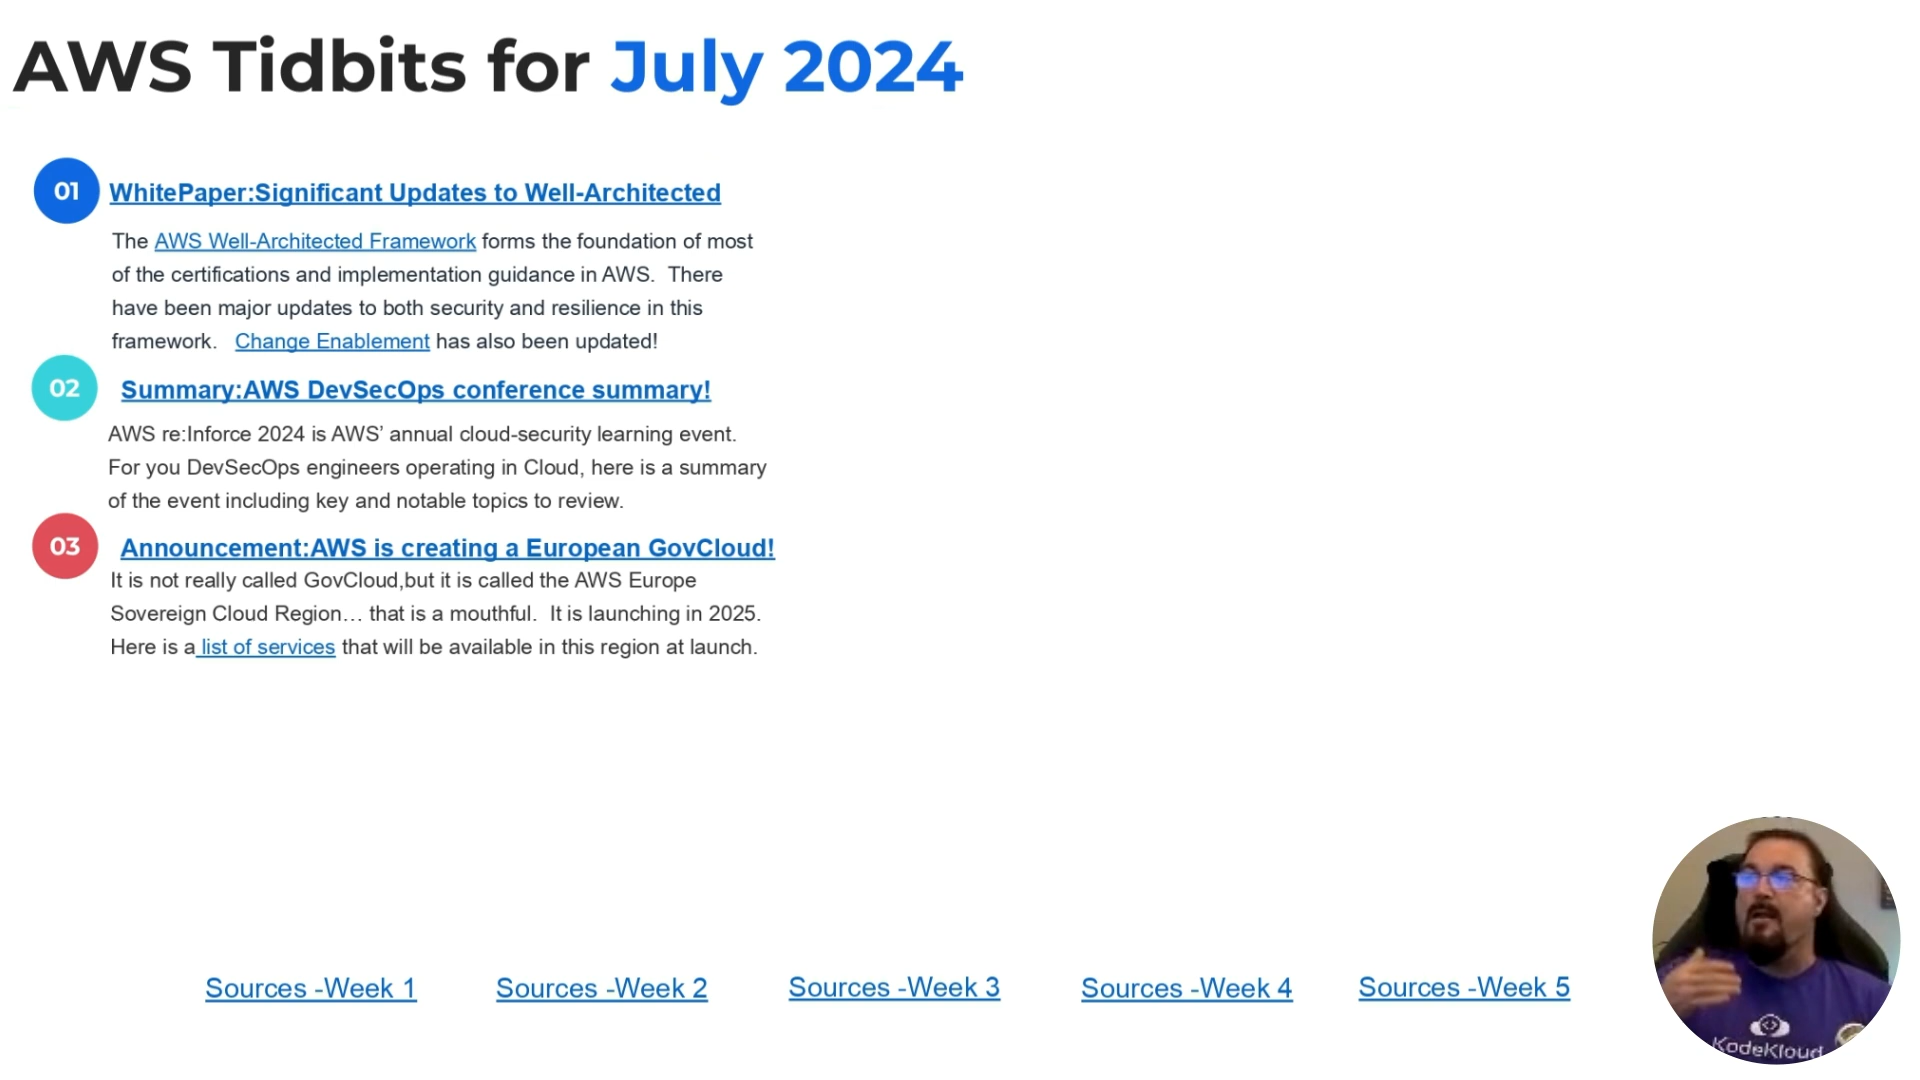 AWS Tidbits for July 2024
01
WhitePaper:Significant Updates to Well-Architected
The AWS Well-Architected Framework forms the foundation of most
of the certifications and implementation guidance in AWS.  There
have been major updates to both security and resilience in this
framework.   Change Enablement has also been updated!
02
Summary:AWS DevSecOps conference summary!
AWS re:Inforce 2024 is AWS’ annual cloud-security learning event.
For you DevSecOps engineers operating in Cloud, here is a summary
of the event including key and notable topics to review.
03
Announcement:AWS is creating a European GovCloud!
It is not really called GovCloud,but it is called the AWS Europe
Sovereign Cloud Region… that is a mouthful.  It is launching in 2025.
Here is a list of services that will be available in this region at launch.
Sources -Week 1
Sources -Week 2
Sources -Week 3
Sources -Week 4
Sources -Week 5
KodeKloud